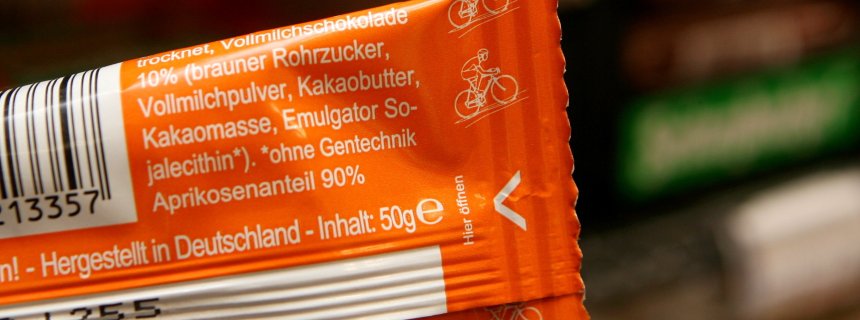 trocknet, Vollmilchschokolade
10% (brauner Rohrzucker,
Vollmilchpulver, Kakaobutter,
Kakaomasse, Emulgator So-
jalecithin*). *ohne Gentechnik
Aprikosenanteil 90%
n! - Hergestellt in Deutschland - Inhalt: 50g℮
Hier öffnen
213357
L255